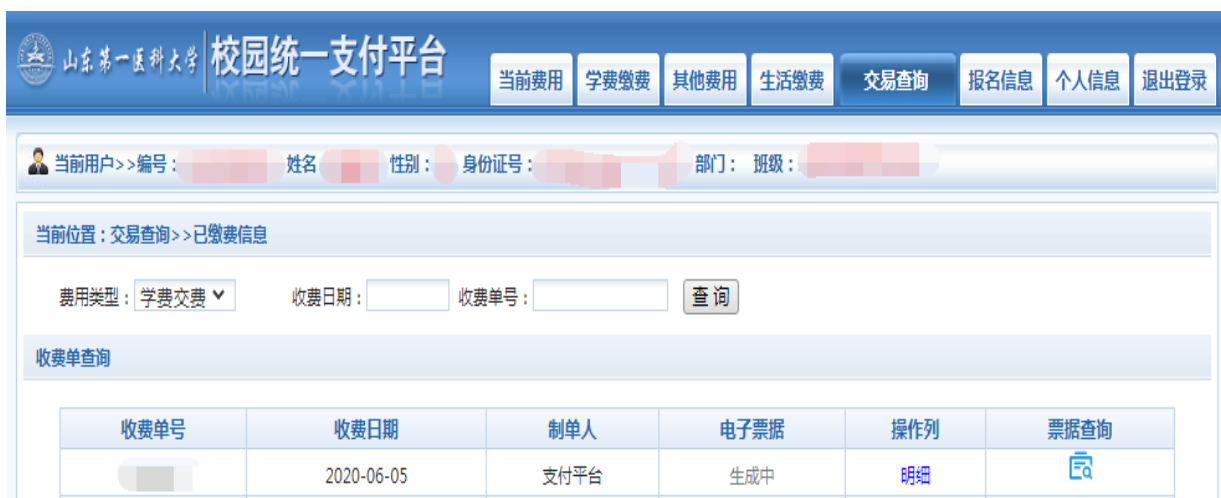 山东第一医科大学 校园统一支付平台
当前费用 学费缴费 其他费用 生活缴费 交易查询 报名信息 个人信息 退出登录
当前用户>>编号： 姓名 性别： 身份证号： 部门： 班级：
当前位置：交易查询>>已缴费信息
费用类型：学费交费 收费日期： 收费单号： 查询
收费单查询
收费单号 收费日期 制单人 电子票据 操作列 票据查询
2020-06-05 支付平台 生成中 明细